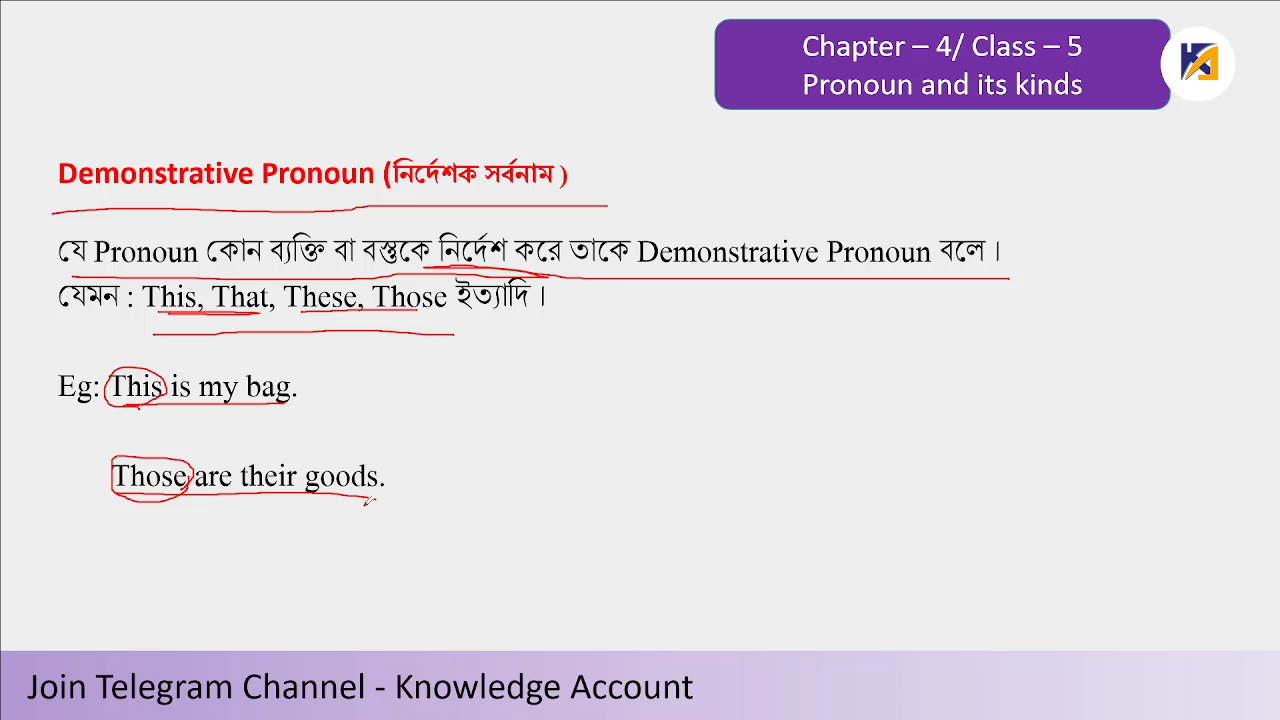 Chapter – 4/ Class – 5
Pronoun and its kinds
Demonstrative Pronoun (নির্দেশক সর্বনাম )
যে Pronoun কোন ব্যক্তি বা বস্তুকে নির্দেশ করে তাকে Demonstrative Pronoun বলে।
যেমন : This, That, These, Those ইত্যাদি।
Eg: This is my bag.
Those are their goods.
Join Telegram Channel - Knowledge Account